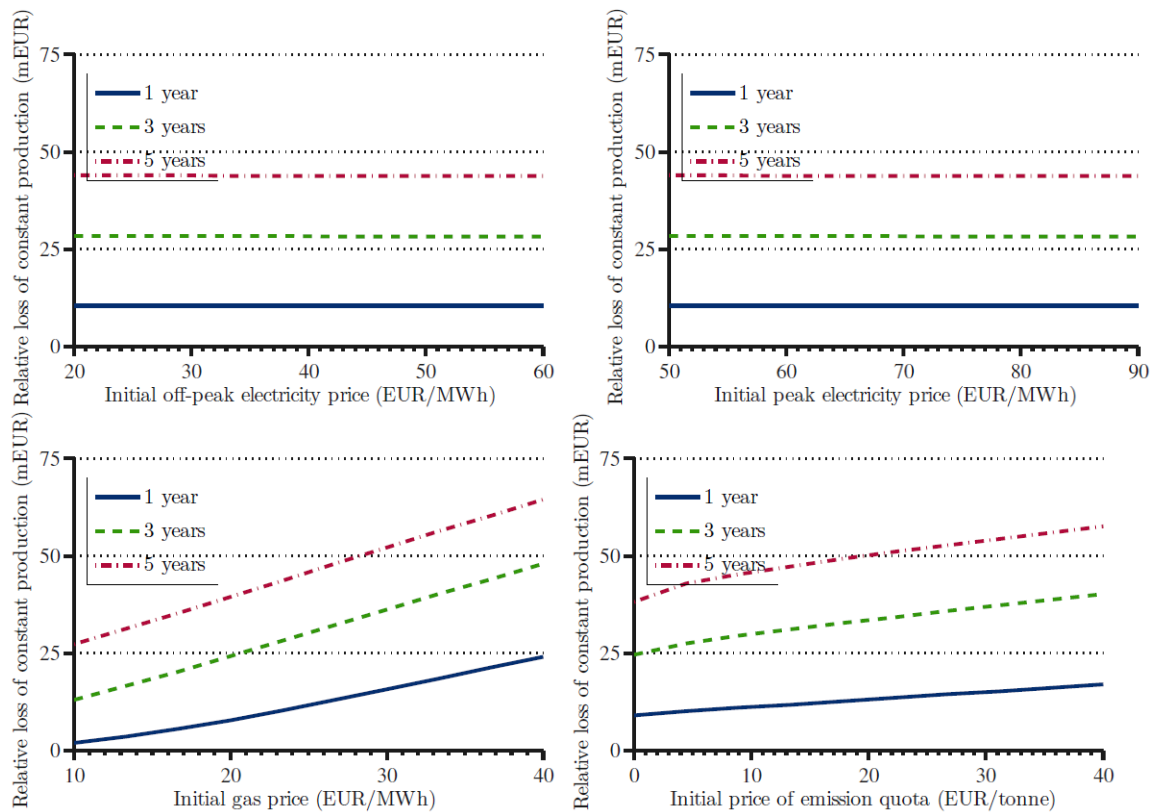 Relative loss of constant production (mEUR)
75
50
25
0
1 year
3 years
5 years
20 30 40 50 60
Initial off-peak electricity price (EUR/MWh)
Relative loss of constant production (mEUR)
75
50
25
0
1 year
3 years
5 years
50 60 70 80 90
Initial peak electricity price (EUR/MWh)
Relative loss of constant production (mEUR)
75
50
25
0
1 year
3 years
5 years
10 20 30 40
Initial gas price (EUR/MWh)
Relative loss of constant production (mEUR)
75
50
25
0
1 year
3 years
5 years
0 10 20 30 40
Initial price of emission quota (EUR/tonne)